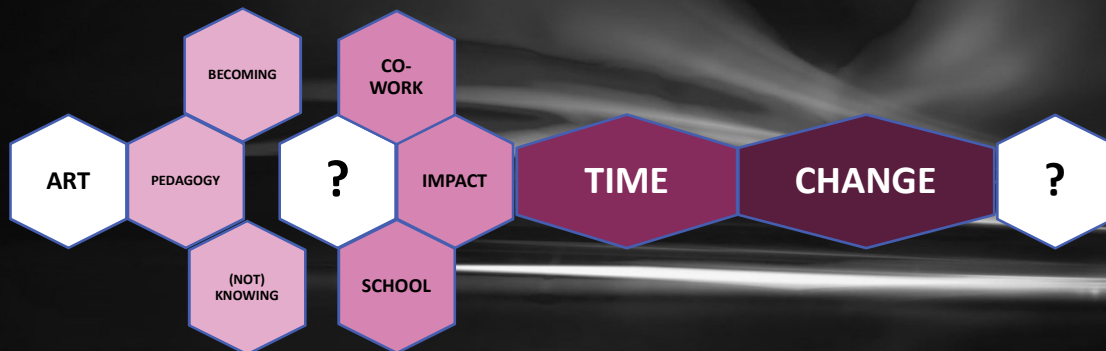 BECOMING
CO-
WORK
ART
PEDAGOGY
?
IMPACT
TIME
CHANGE
?
(NOT)
KNOWING
SCHOOL